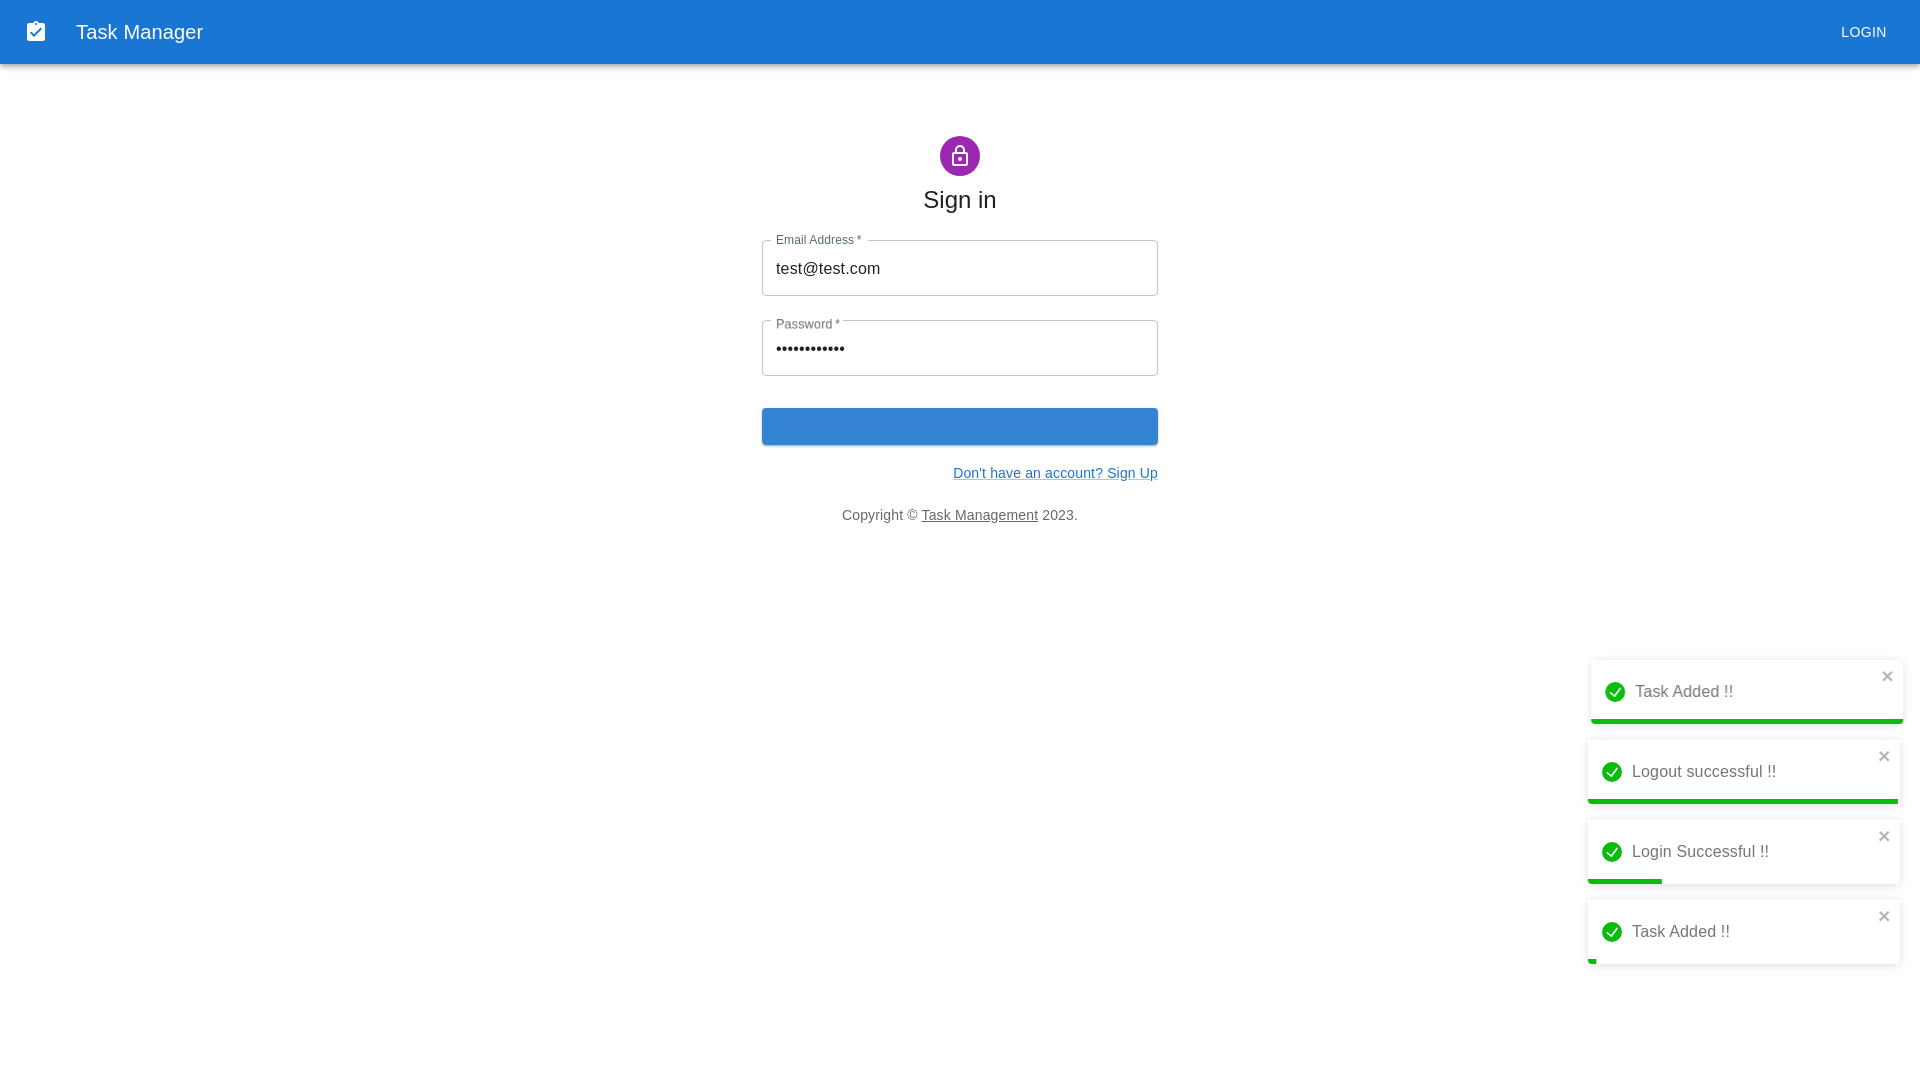 Task Manager
LOGIN
Sign in
Email Address *
test@test.com
Password *
••••••••••••
Don't have an account? Sign Up
Copyright © Task Management 2023.
Task Added !!
Logout successful !!
Login Successful !!
Task Added !!